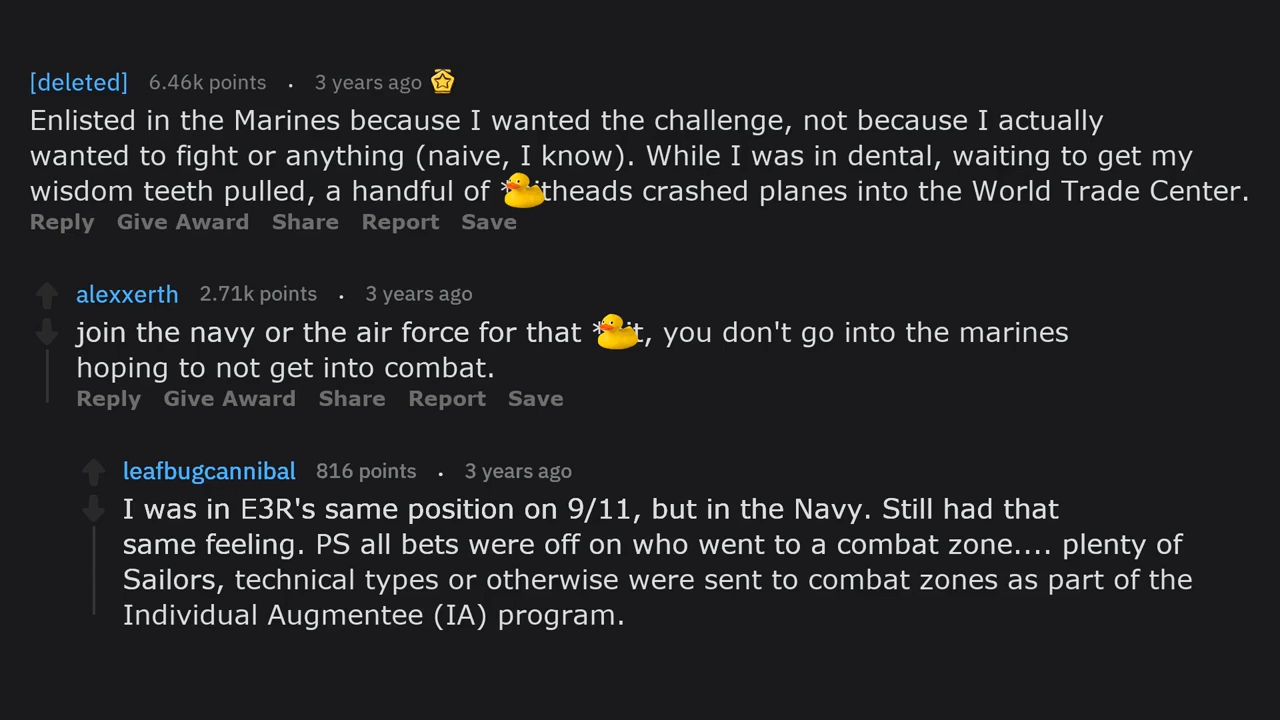 [deleted] 6.46k points . 3 years ago
Enlisted in the Marines because I wanted the challenge, not because I actually
wanted to fight or anything (naive, I know). While I was in dental, waiting to get my
wisdom teeth pulled, a handful of *itheads crashed planes into the World Trade Center.
Reply Give Award Share Report Save
alexxerth 2.71k points . 3 years ago
join the navy or the air force for that *it, you don't go into the marines
hoping to not get into combat.
Reply Give Award Share Report Save
leafbugcannibal 816 points . 3 years ago
I was in E3R's same position on 9/11, but in the Navy. Still had that
same feeling. PS all bets were off on who went to a combat zone.... plenty of
Sailors, technical types or otherwise were sent to combat zones as part of the
Individual Augmentee (IA) program.